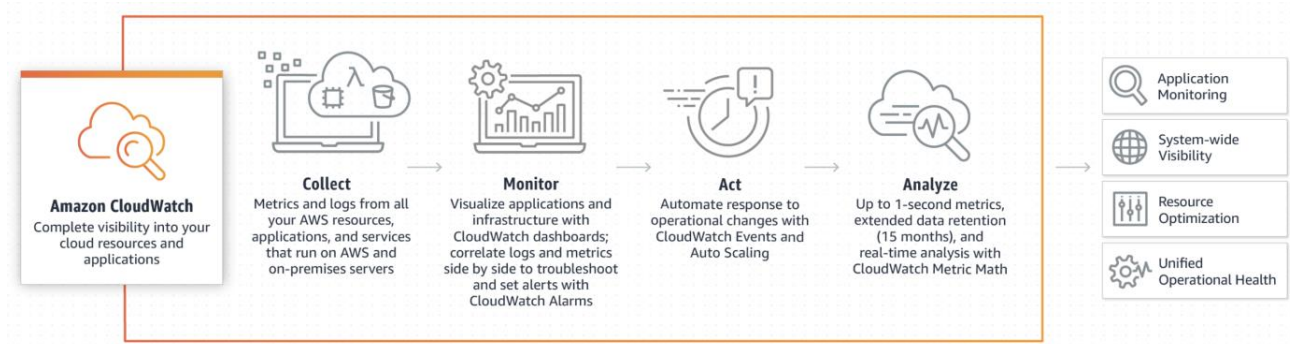 Amazon CloudWatch
Complete visibility into your
cloud resources and
applications
Collect
Metrics and logs from all
your AWS resources,
applications, and services
that run on AWS and
on-premises servers
Monitor
Visualize applications and
infrastructure with
CloudWatch dashboards;
correlate logs and metrics
side by side to troubleshoot
and set alerts with
CloudWatch Alarms
Act
Automate response to
operational changes with
CloudWatch Events and
Auto Scaling
Analyze
Up to 1-second metrics,
extended data retention
(15 months), and
real-time analysis with
CloudWatch Metric Math
Application
Monitoring
System-wide
Visibility
Resource
Optimization
Unified
Operational Health